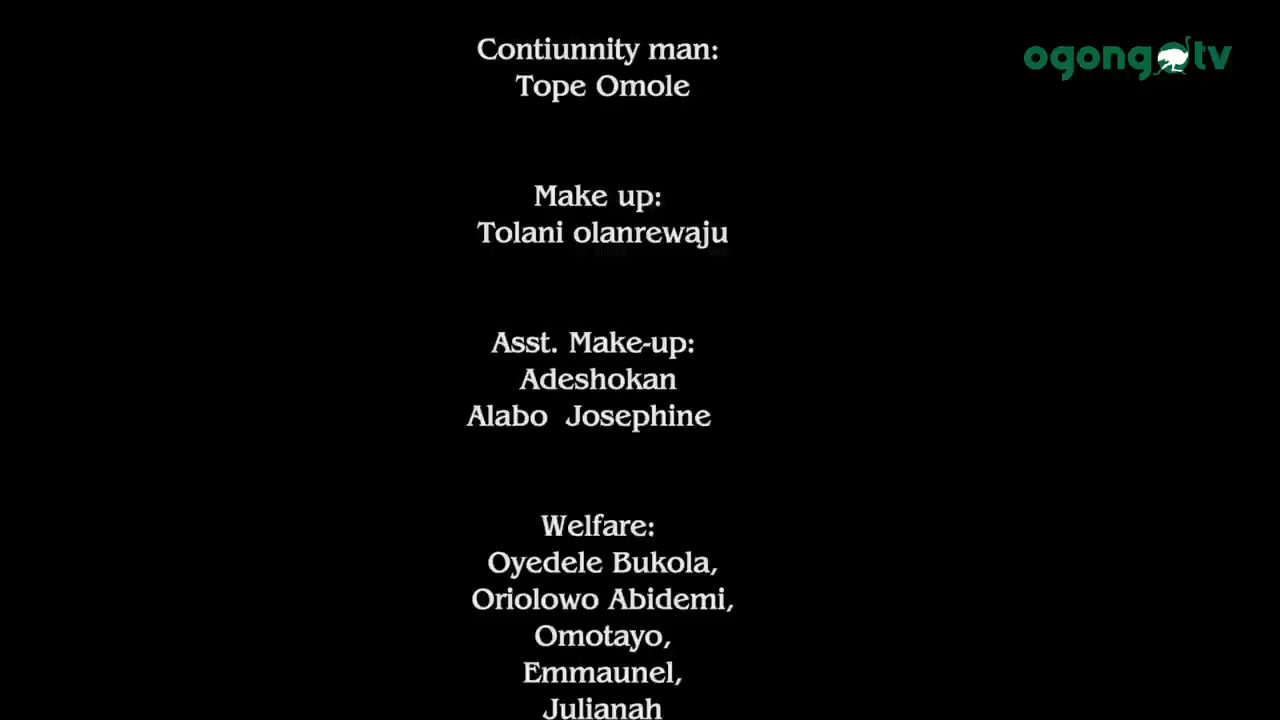 Contiunnity man:
Tope Omole
ogongotv
Make up:
Tolani olanrewaju
Asst. Make-up:
Adeshokan
Alabo Josephine
Welfare:
Oyedele Bukola,
Oriolowo Abidemi,
Omotayo,
Emmaunel,
Julianah